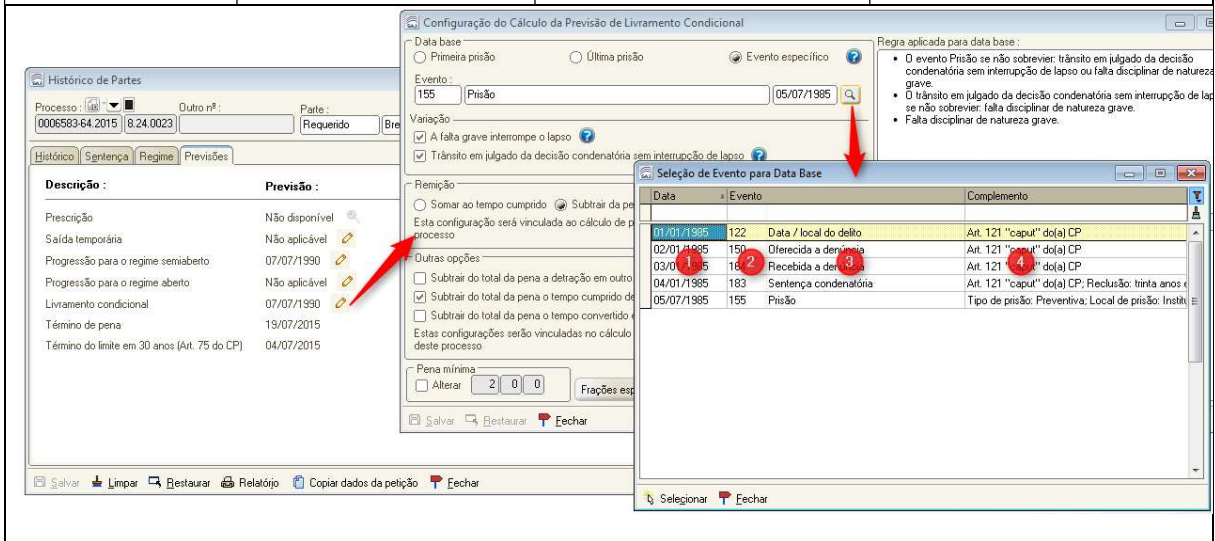 Histórico de Partes
Processo : Outro nº : Parte :
0006583-64.2015 8.24.0023 Requerido Bre
Histórico Sentença Regime Previsões
Descrição : Previsão :
Prescrição Não disponível
Saída temporária Não aplicável
Progressão para o regime semiaberto 07/07/1990
Progressão para o regime aberto Não aplicável
Livramento condicional 07/07/1990
Término de pena 19/07/2015
Término do limite em 30 anos (Art. 75 do CP) 04/07/2015
Salvar Limpar Restaurar Relatório Copiar dados da petição Fechar
Configuração do Cálculo da Previsão de Livramento Condicional
Data base
Primeira prisão Última prisão Evento específico
Evento :
155 Prisão 05/07/1985
Variação
A falta grave interrompe o lapso
Trânsito em julgado da decisão condenatória sem interrupção de lapso
Remição
Somar ao tempo cumprido Subtrair da pe
Esta configuração será vinculada ao cálculo de p
processo
Outras opções
Subtrair do total da pena a detração em outro
Subtrair do total da pena o tempo cumprido de
Subtrair do total da pena o tempo convertido
Estas configurações serão vinculadas no cálculo
deste processo
Pena mínima
Alterar 2 0 0 Frações esp
Salvar Restaurar Fechar
Regra aplicada para data base :
• O evento Prisão se não sobrevier: trânsito em julgado da decisão
condenatória sem interrupção de lapso ou falta disciplinar de natureza
grave.
• O trânsito em julgado da decisão condenatória sem interrupção de lap
se não sobrevier: falta disciplinar de natureza grave.
• Falta disciplinar de natureza grave.
Seleção de Evento para Data Base
Data Evento Complemento
01/01/1985 122 Data / local do delito Art. 121 "caput" do(a) CP
02/01/1985 150 Oferecida a denúncia Art. 121 "caput" do(a) CP
03/01/1985 Recebida a denúncia Art. 121 "caput" do(a) CP
04/01/1985 183 Sentença condenatória Art. 121 "caput" do(a) CP; Reclusão: trinta anos e
05/07/1985 155 Prisão Tipo de prisão: Preventiva; Local de prisão: Institu
1 2 3 4
Selecionar Fechar